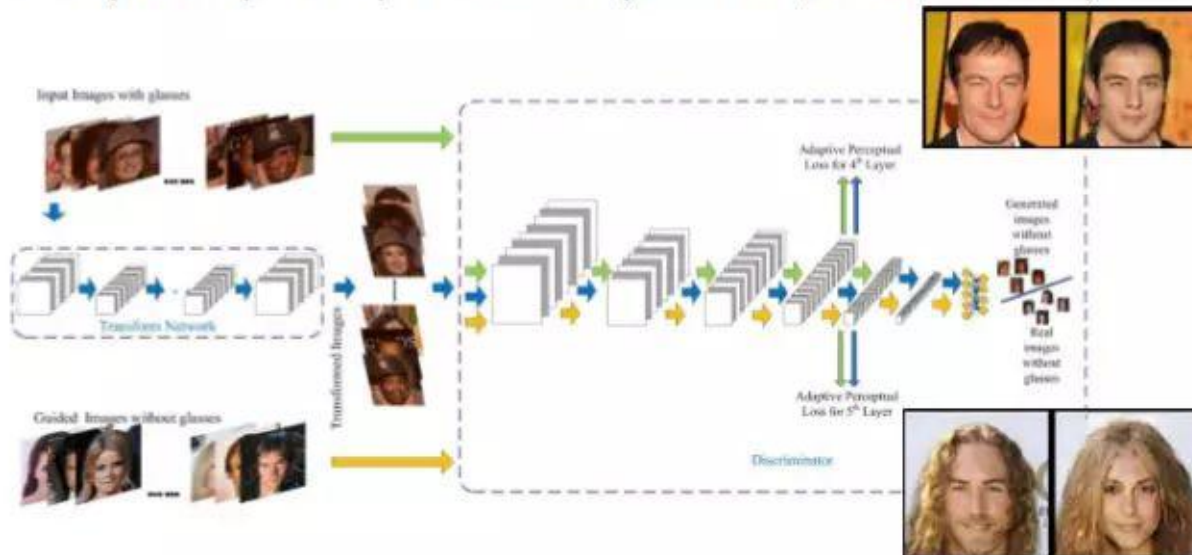 Input Images with glasses
Adaptive Perceptual
Loss for 4th Layer
Generated
images
without
glasses
Transform Network
Transformed Images
Real
images
without
glasses
Guided Images without glasses
Adaptive Perceptual
Loss for 5th Layer
Discriminator